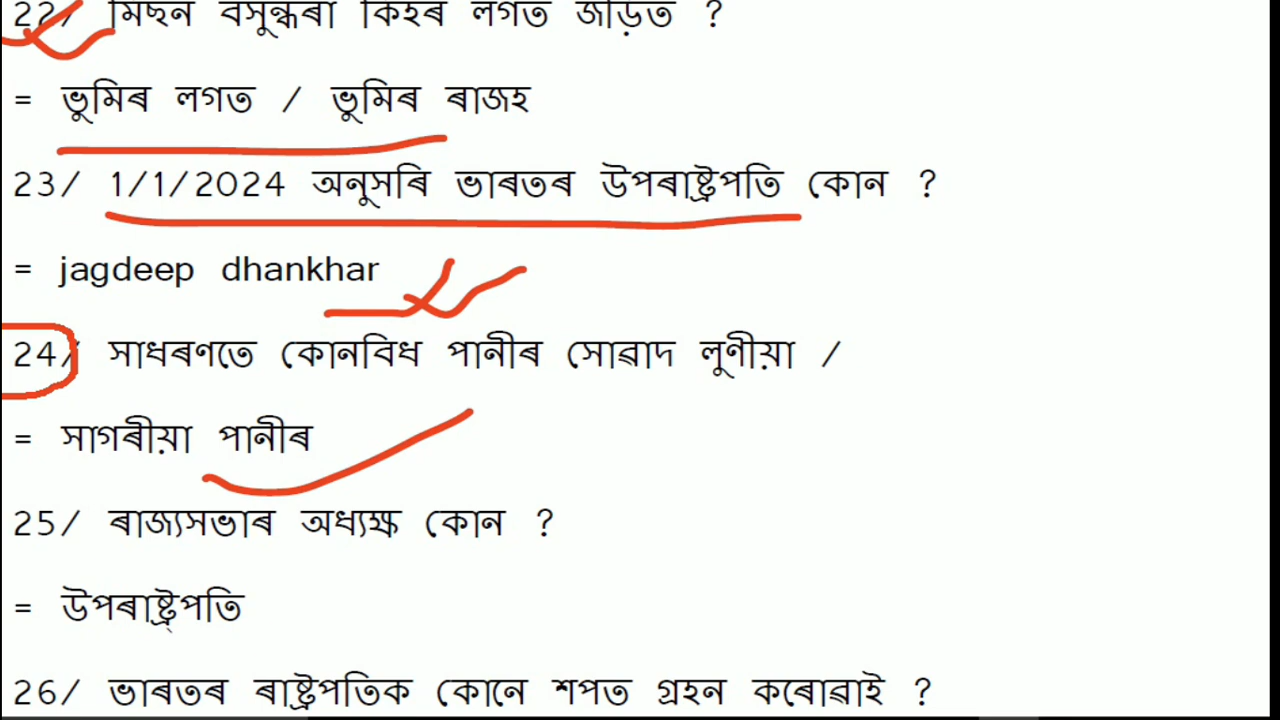 22/ মিছন বসুন্ধৰা কিহৰ লগত জড়িত ?
= ভুমিৰ লগত / ভুমিৰ ৰাজহ
23/ 1/1/2024 অনুসৰি ভাৰতৰ উপৰাষ্ট্ৰপতি কোন ?
= jagdeep dhankhar
24/ সাধৰণতে কোনবিধ পানীৰ সোৱাদ লুণীয়া /
= সাগৰীয়া পানীৰ
25/ ৰাজ্যসভাৰ অধ্যক্ষ কোন ?
= উপৰাষ্ট্ৰ্পতি
26/ ভাৰতৰ ৰাষ্ট্ৰপতিক কোনে শপত গ্ৰহন কৰোৱাই ?